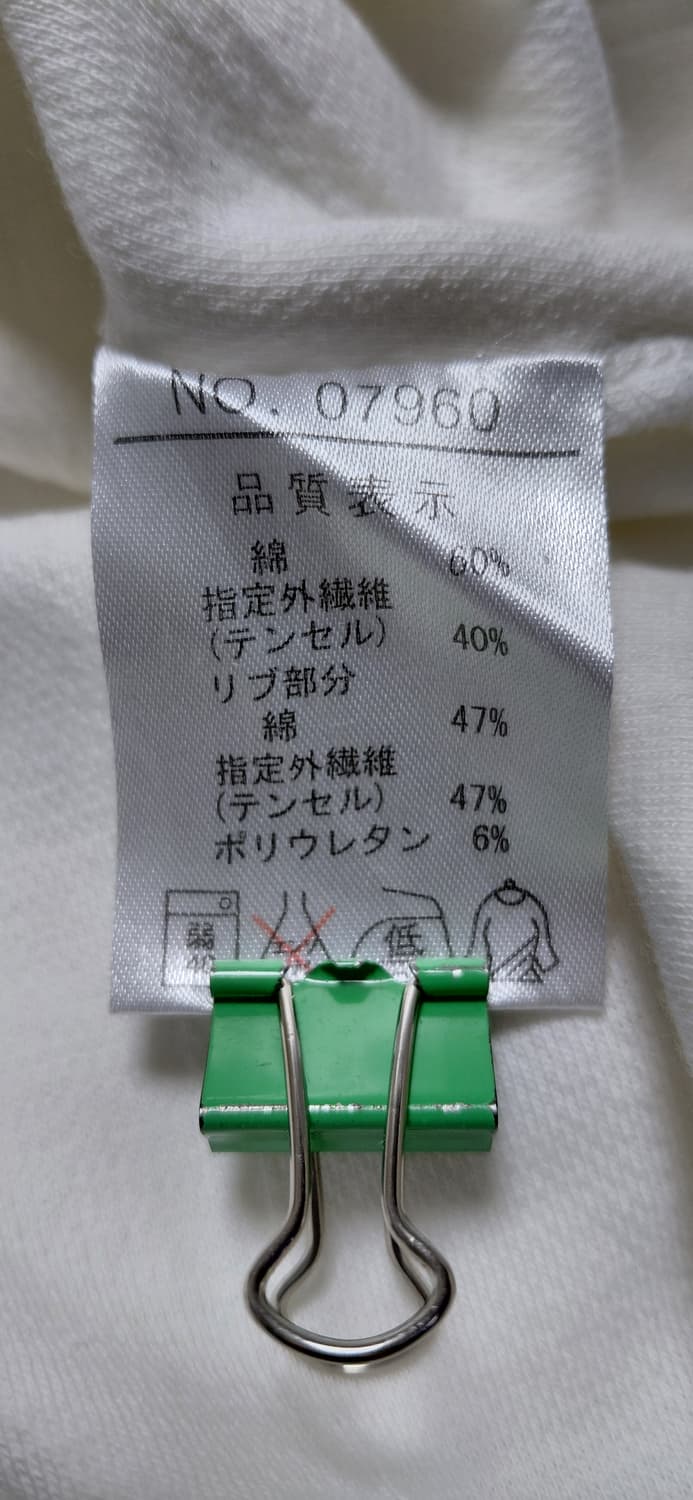 NO. 07960
品質表示
綿 60%
指定外繊維
(テンセル) 40%
リブ部分
綿 47%
指定外繊維
(テンセル) 47%
ポリウレタン 6%
弱 低
40